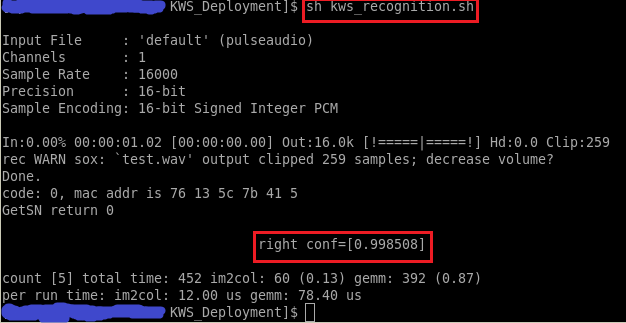 KWS_Deployment]$ sh kws_recognition.sh
Input File     : 'default' (pulseaudio)
Channels       : 1
Sample Rate    : 16000
Precision      : 16-bit
Sample Encoding: 16-bit Signed Integer PCM
In:0.00% 00:00:01.02 [00:00:00.00] Out:16.0k [!=====|=====!] Hd:0.0 Clip:259
rec WARN sox: `test.wav' output clipped 259 samples; decrease volume?
Done.
code: 0, mac addr is 76 13 5c 7b 41 5
GetSN return 0
right conf=[0.998508]
count [5] total time: 452 im2col: 60 (0.13) gemm: 392 (0.87)
per run time: im2col: 12.00 us gemm: 78.40 us
KWS_Deployment]$